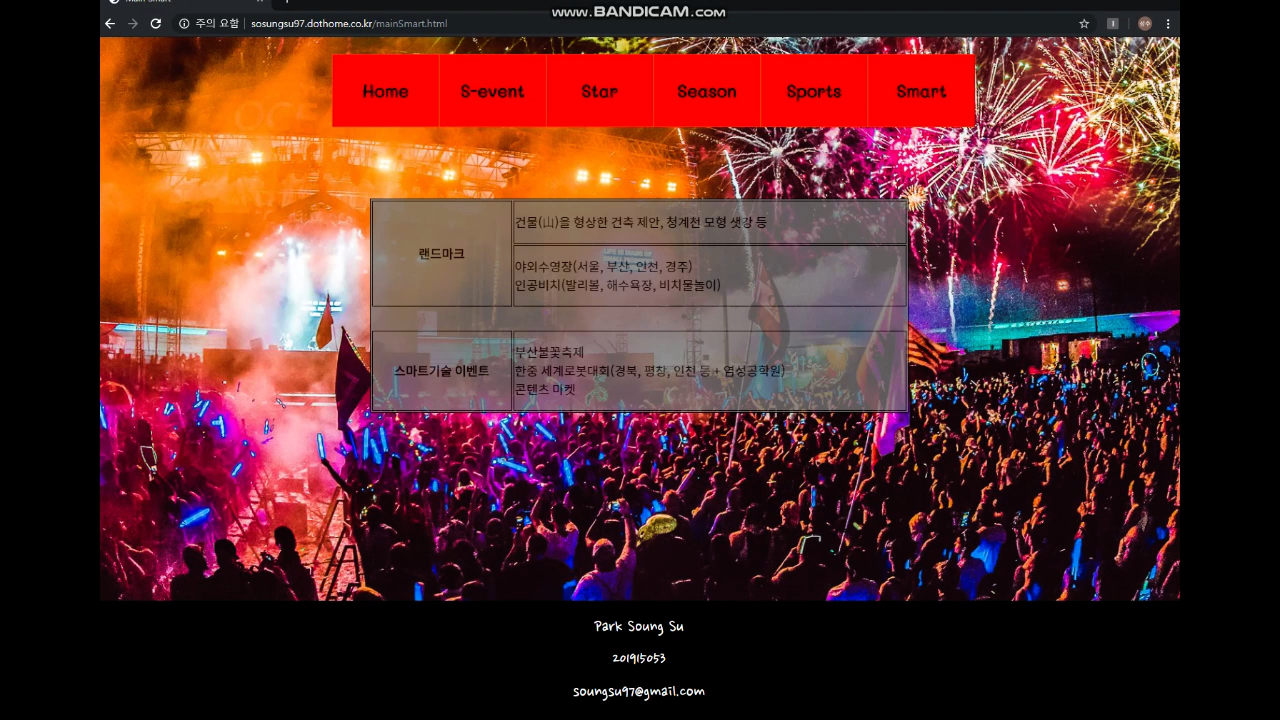 www.BANDICAM.com
주의 요함 | sosungsu97.dothome.co.kr/mainSmart.html
Home S-event Star Season Sports Smart
랜드마크
건물(山)을 형상한 건축 제안, 청계천 모형 샛강 등
야외수영장(서울, 부산, 인천, 경주)
인공비치(발리볼, 해수욕장, 비치물놀이)
스마트기술 이벤트
부산불꽃축제
한중 세계로봇대회(경북, 평창, 인천 등 + 염성공학원)
콘텐츠 마켓
Park Soung Su
201915053
soungsu97@gmail.com